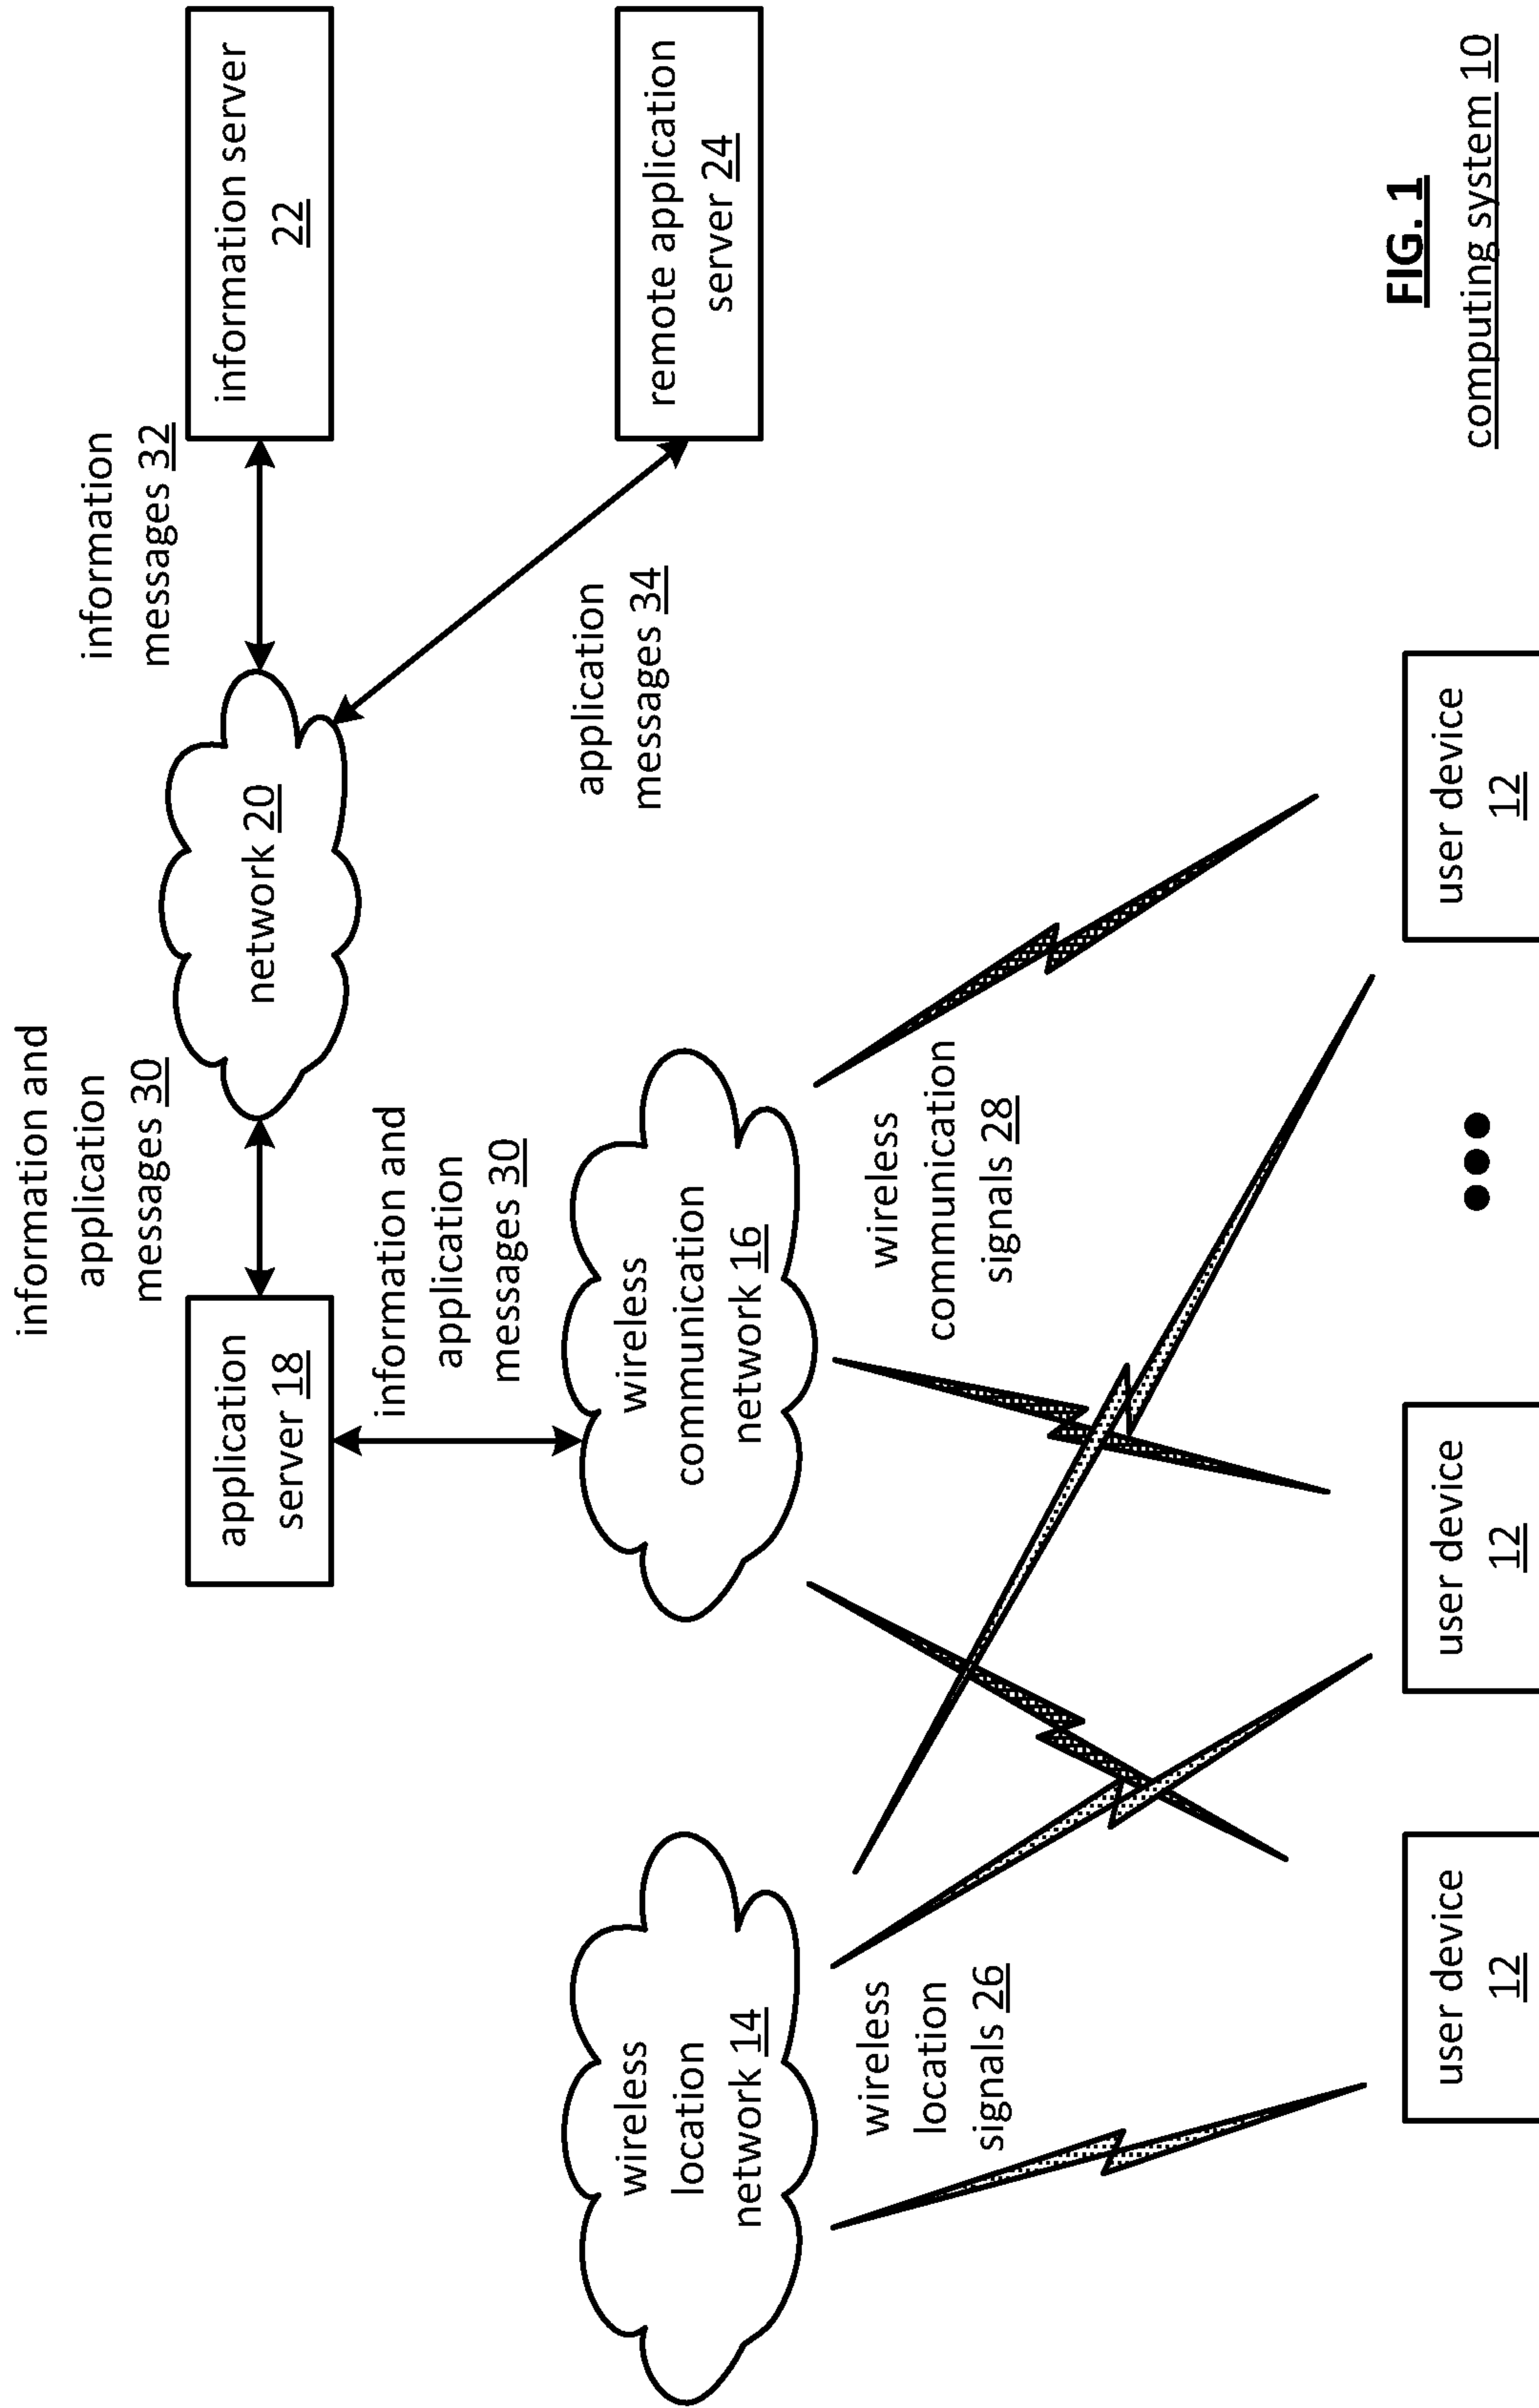 information and
application
messages 30
information
messages 32
application
server 18
network 20
information server
22
information and
application
messages 30
application
messages 34
remote application
server 24
wireless
location
network 14
wireless
communication
network 16
wireless
location
signals 26
wireless
communication
signals 28
user device
12
user device
12
user device
12
FIG. 1
computing system 10